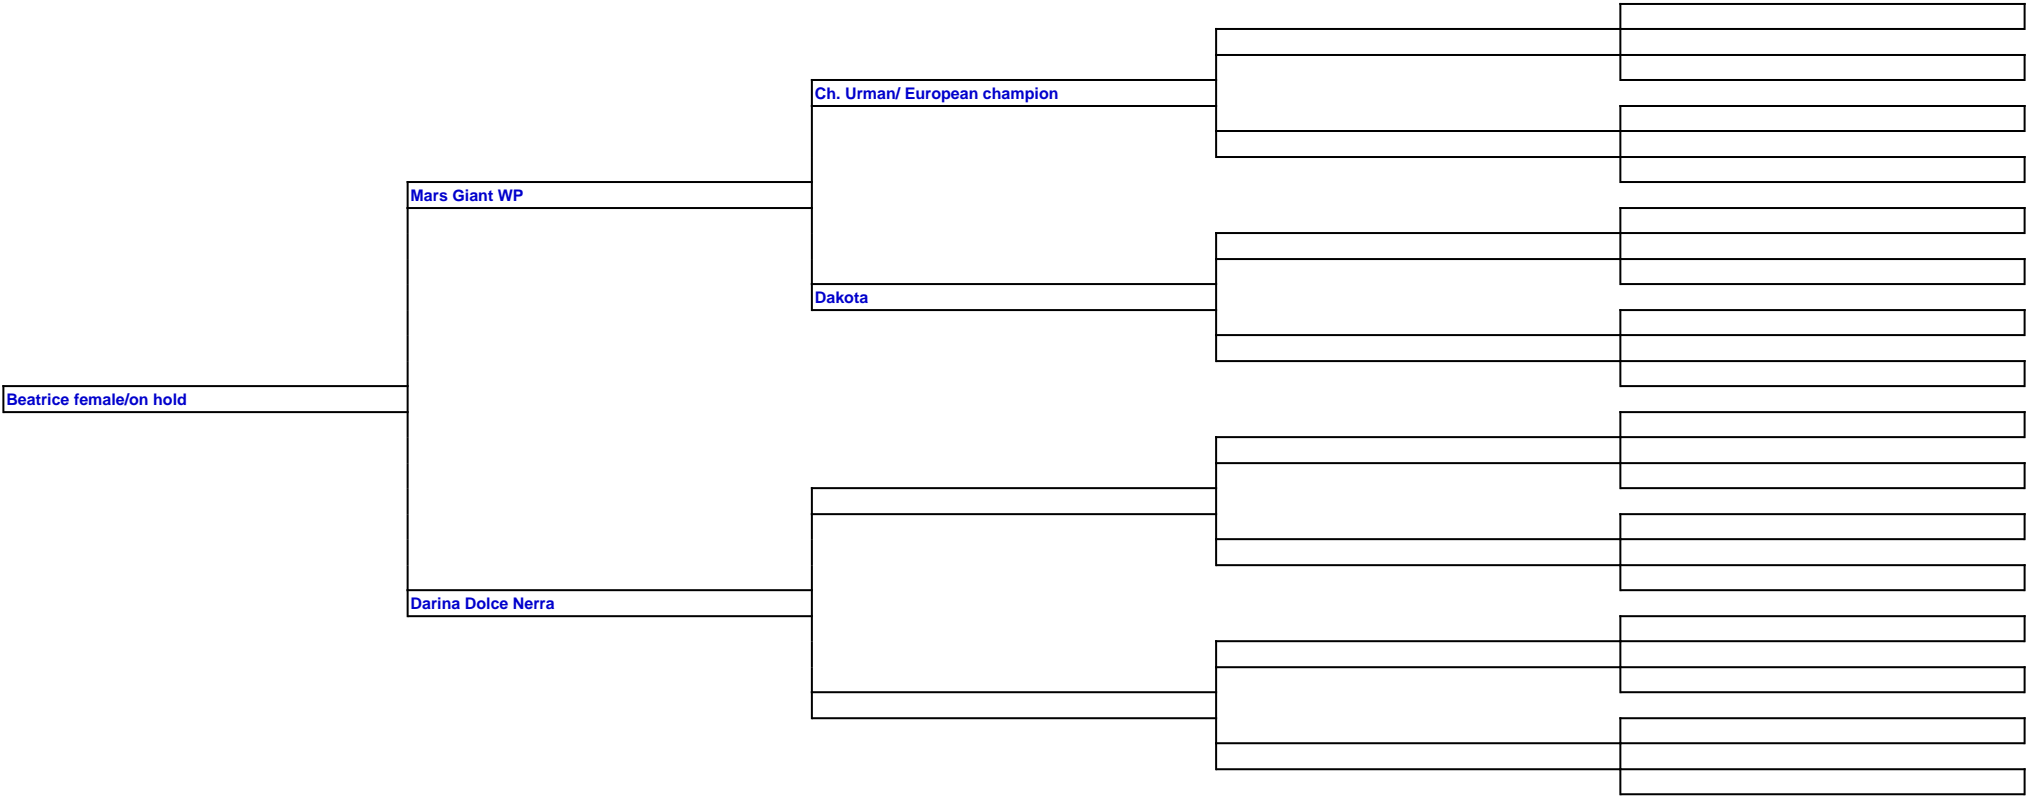 Ch. Urman/ European champion
Mars Giant WP
Dakota
Beatrice female/on hold
Darina Dolce Nerra